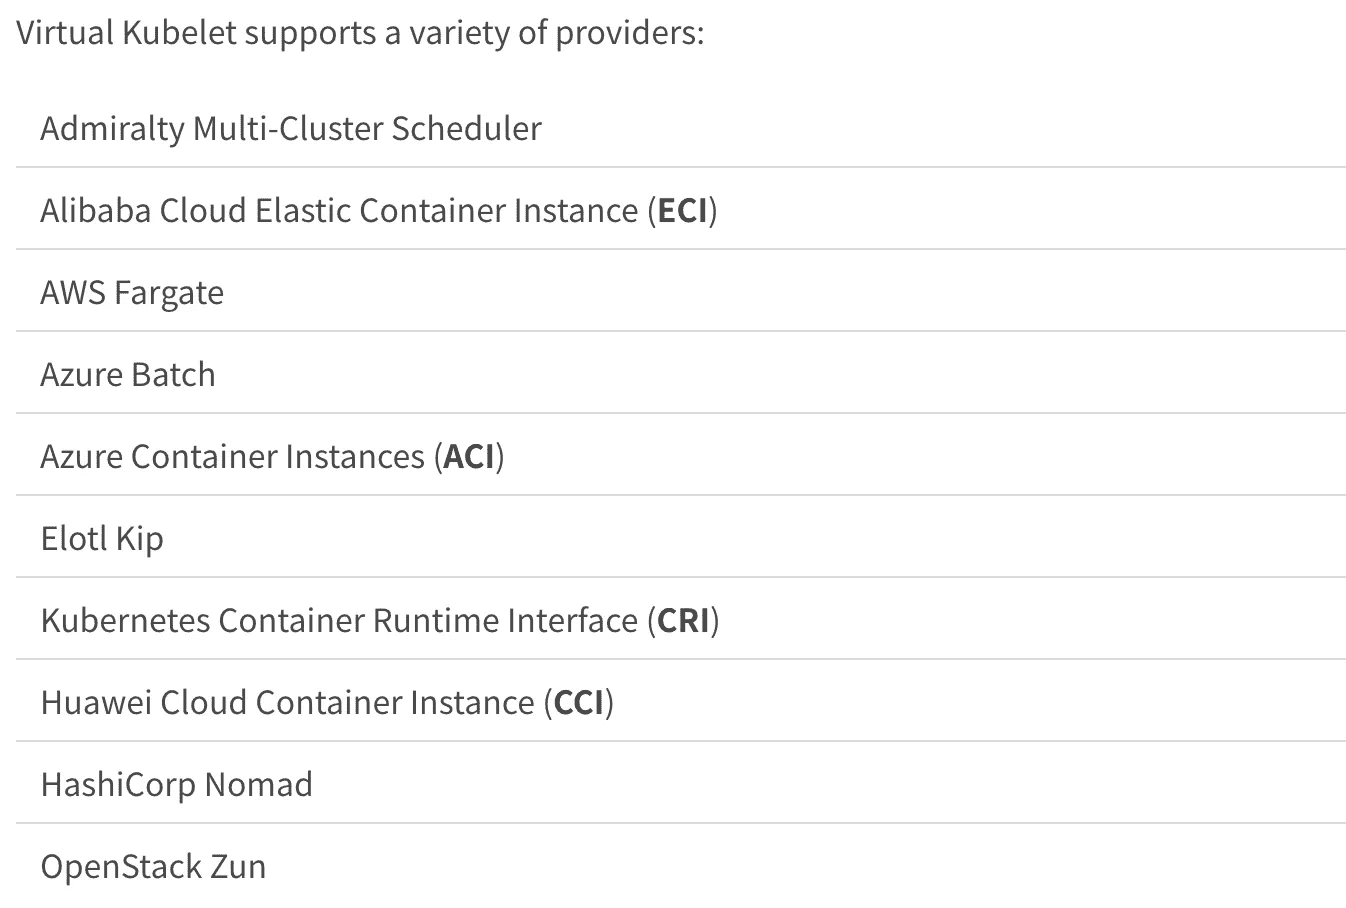 Virtual Kubelet supports a variety of providers:
Admiralty Multi-Cluster Scheduler
Alibaba Cloud Elastic Container Instance (ECI)
AWS Fargate
Azure Batch
Azure Container Instances (ACI)
Elotl Kip
Kubernetes Container Runtime Interface (CRI)
Huawei Cloud Container Instance (CCI)
HashiCorp Nomad
OpenStack Zun